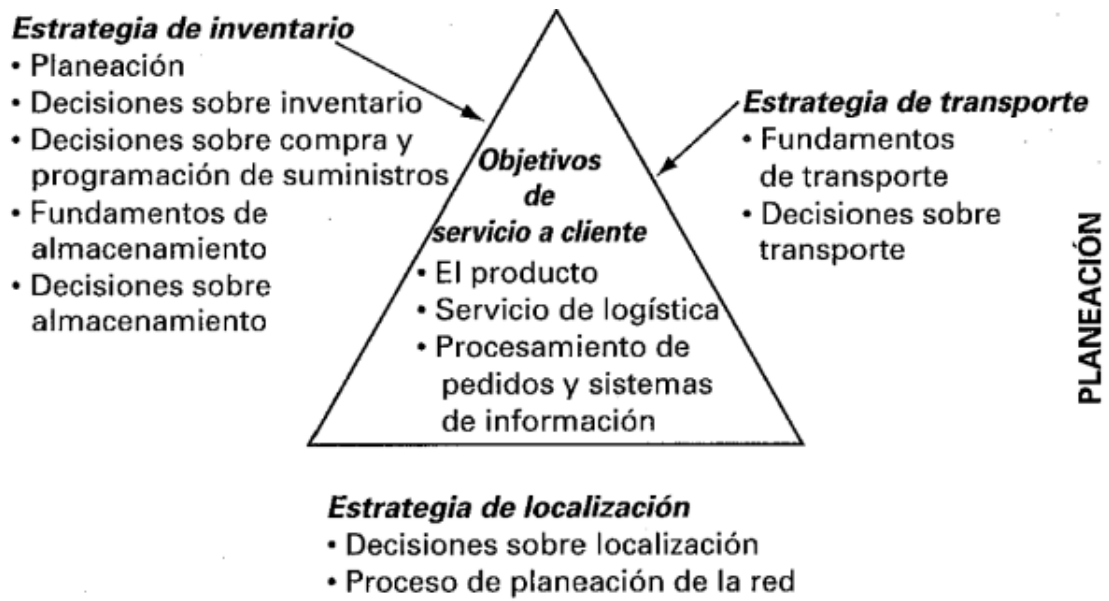 Estrategia de inventario
• Planeación
• Decisiones sobre inventario
• Decisiones sobre compra y
programación de suministros
• Fundamentos de
almacenamiento
• Decisiones sobre
almacenamiento
Objetivos
de
servicio a cliente
• El producto
• Servicio de logística
• Procesamiento de
pedidos y sistemas
de información
Estrategia de transporte
• Fundamentos
de transporte
• Decisiones sobre
transporte
PLANEACIÓN
Estrategia de localización
• Decisiones sobre localización
• Proceso de planeación de la red